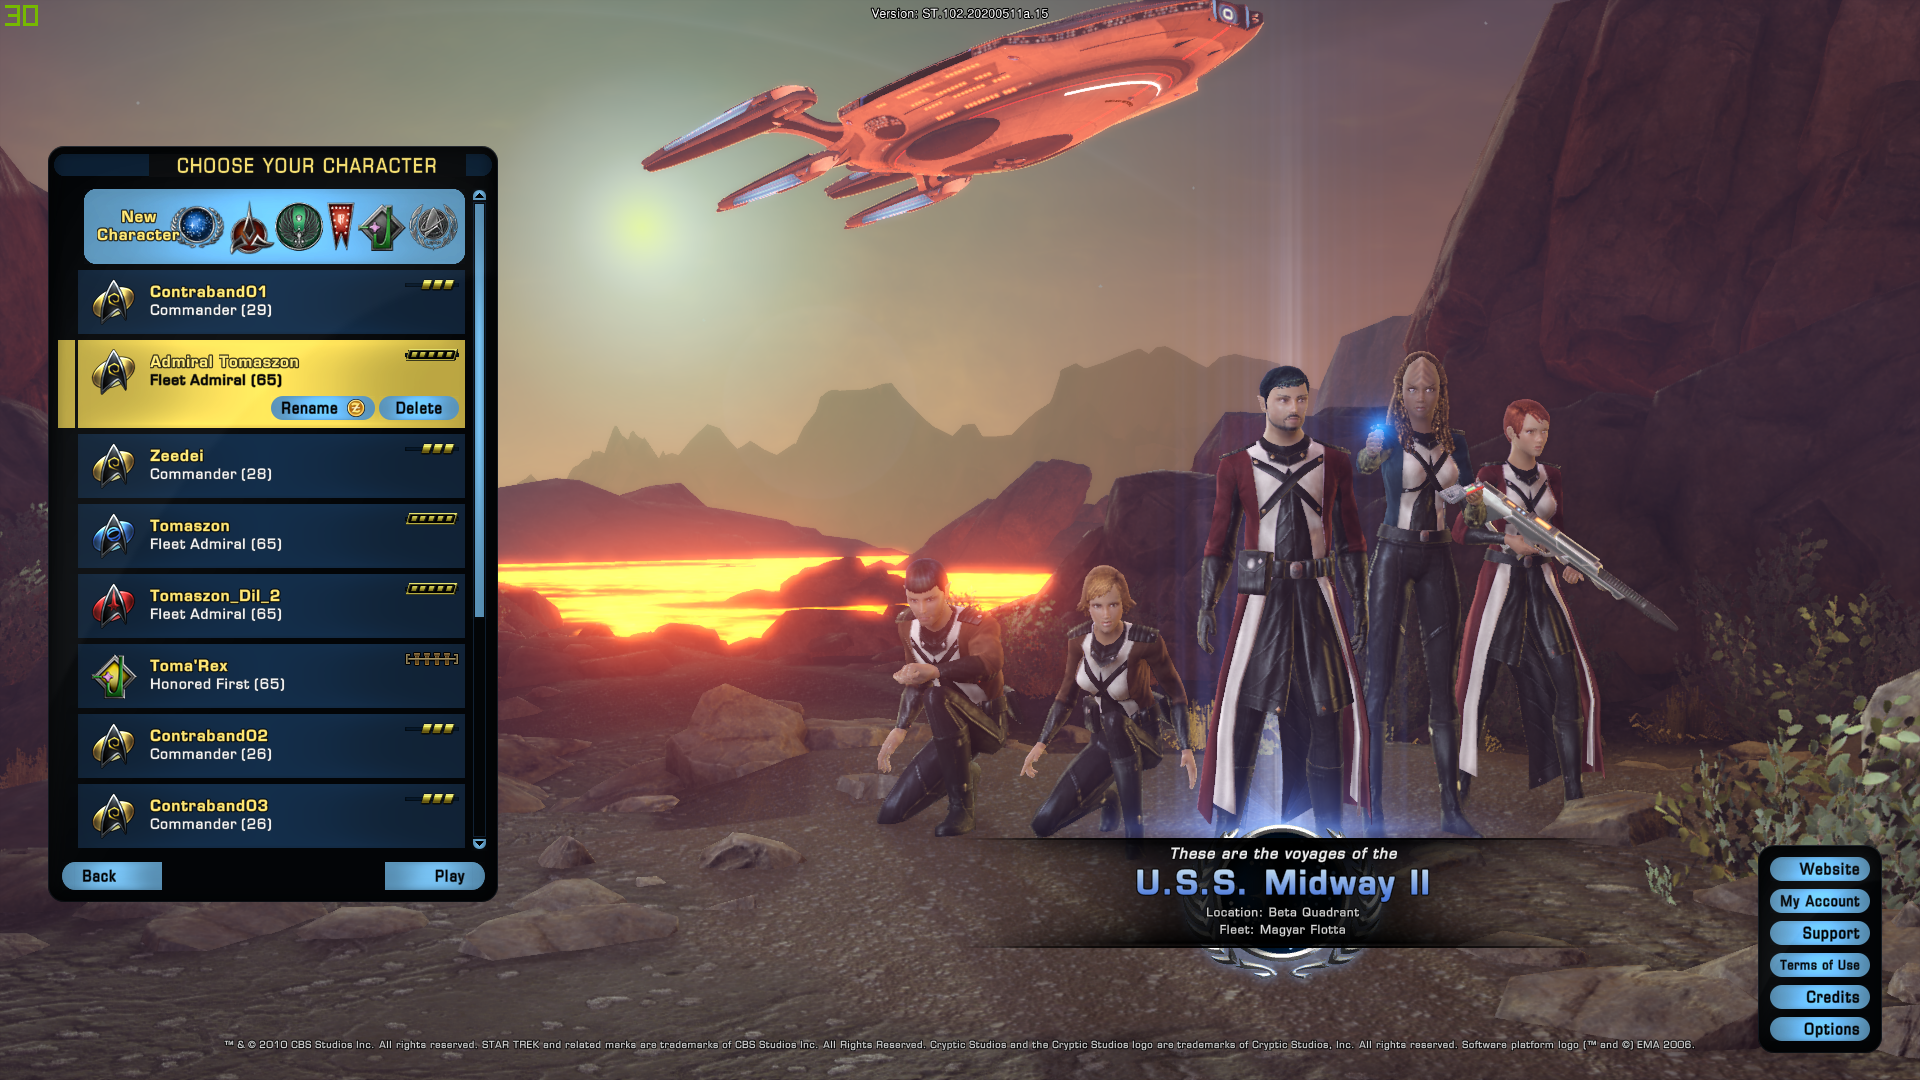 30
Version: ST.102.20200511a.15
CHOOSE YOUR CHARACTER
New
Character
Contraband01
Commander (29)
Admiral Tomaszon
Fleet Admiral (65)
Rename
Delete
Zeedei
Commander (28)
Tomaszon
Fleet Admiral (65)
Tomaszon_Dil_2
Fleet Admiral (65)
Toma'Rex
Honored First (65)
Contraband02
Commander (26)
Contraband03
Commander (26)
Back
Play
These are the voyages of the
U.S.S. Midway II
Location: Beta Quadrant
Fleet: Magyar Flotta
Website
My Account
Support
Terms of Use
Credits
Options
™ & © 2010 CBS Studios Inc. All rights reserved. STAR TREK and related marks are trademarks of CBS Studios Inc. All Rights Reserved. Cryptic Studios and the Cryptic Studios logo are trademarks of Cryptic Studios, Inc. All rights reserved. Software platform logo (™ and ©) EMA 2006.